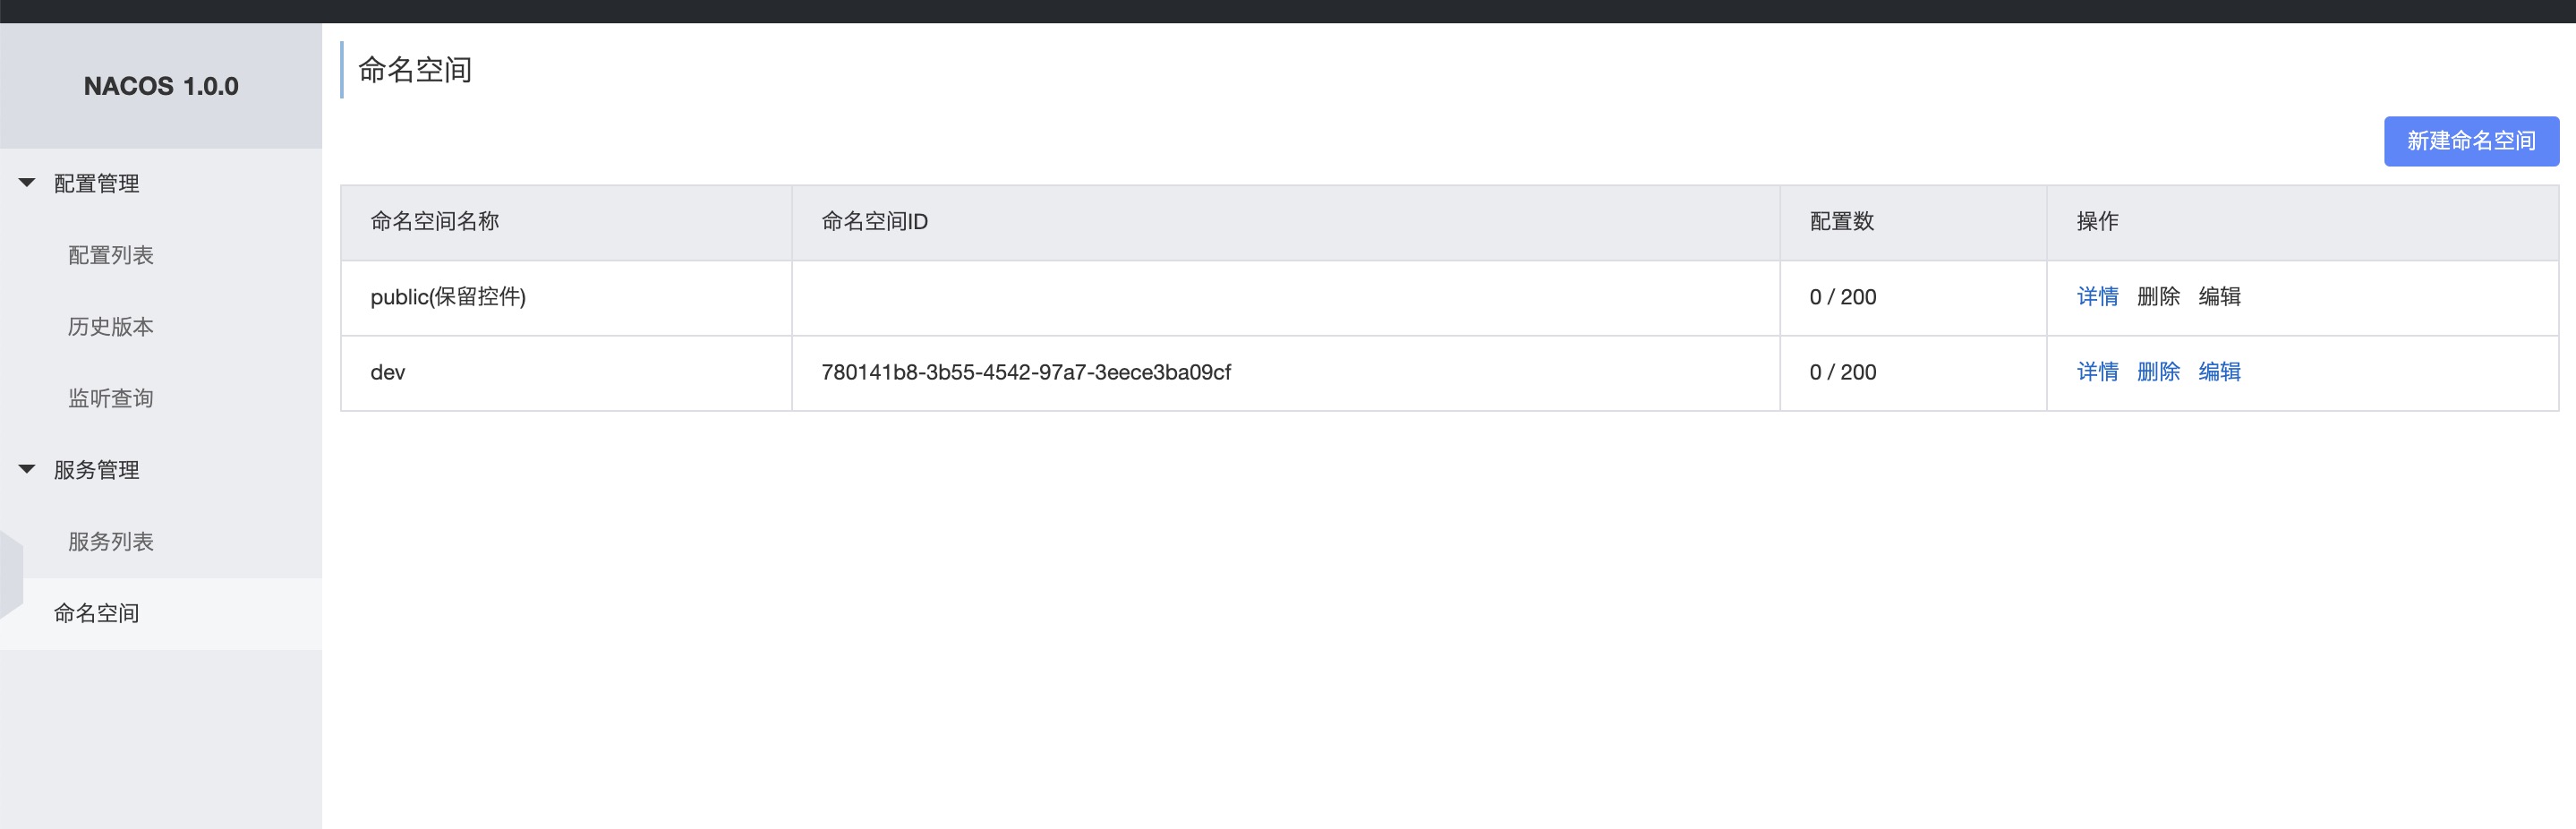 NACOS 1.0.0
配置管理
配置列表
历史版本
监听查询
服务管理
服务列表
命名空间
命名空间
新建命名空间
命名空间名称 命名空间ID 配置数 操作
public(保留控件) 0 / 200 详情 删除 编辑
dev 780141b8-3b55-4542-97a7-3eece3ba09cf 0 / 200 详情 删除 编辑